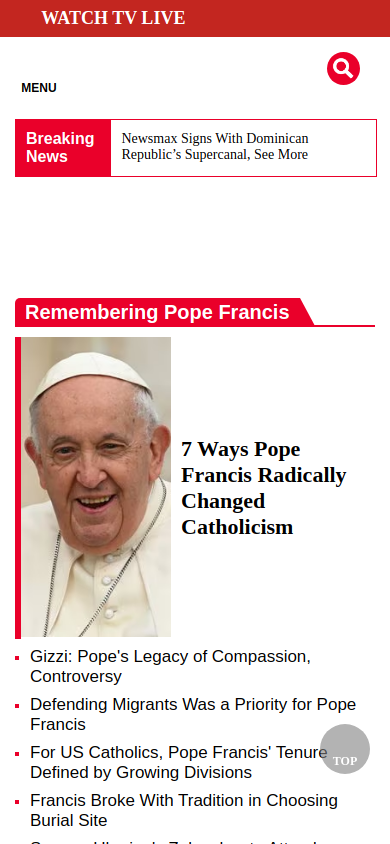 WATCH TV LIVE
MENU
Breaking
News
Newsmax Signs With Dominican
Republic’s Supercanal, See More
Remembering Pope Francis
7 Ways Pope
Francis Radically
Changed
Catholicism
Gizzi: Pope's Legacy of Compassion,
Controversy
Defending Migrants Was a Priority for Pope
Francis
For US Catholics, Pope Francis' Tenure
Defined by Growing Divisions
TOP
Francis Broke With Tradition in Choosing
Burial Site